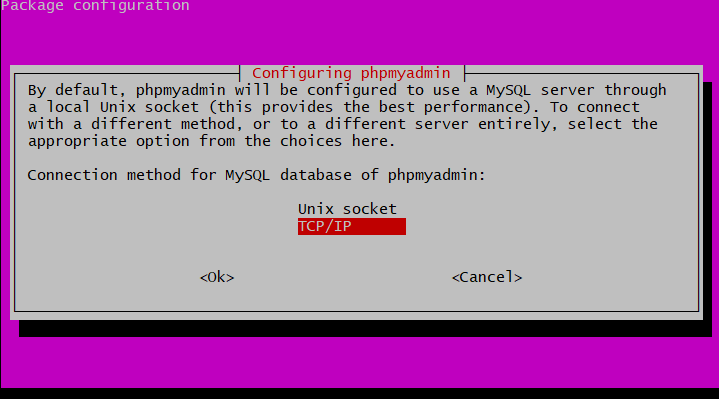 Package configuration
Configuring phpmyadmin
By default, phpmyadmin will be configured to use a MySQL server through
a local Unix socket (this provides the best performance). To connect
with a different method, or to a different server entirely, select the
appropriate option from the choices here.
Connection method for MySQL database of phpmyadmin:
Unix socket
TCP/IP
<Ok> <Cancel>